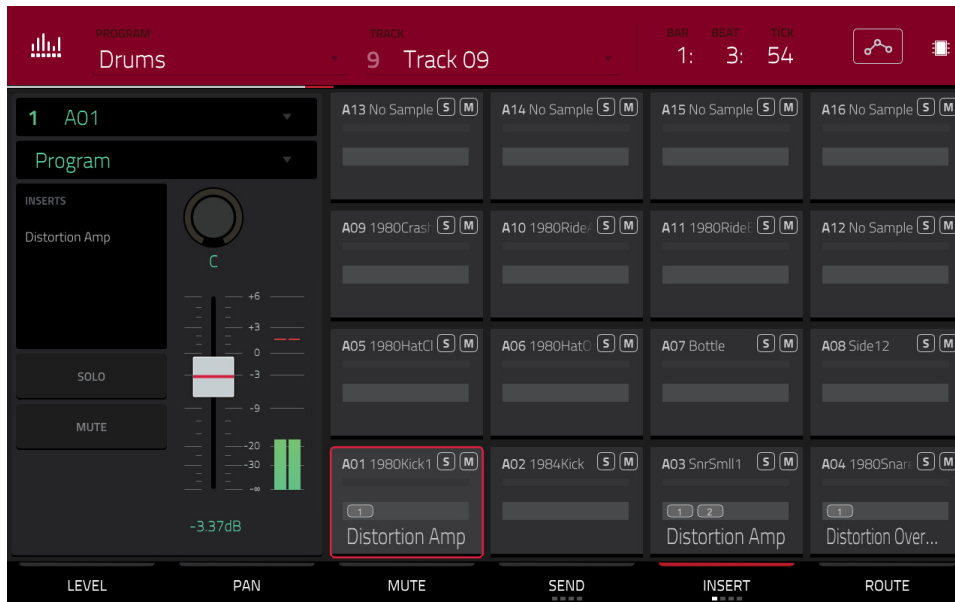 PROGRAM TRACK BAR BEAT TICK
Drums 9 Track 09 1: 3: 54
1 A01
Program
INSERTS
Distortion Amp
C
+6
+3
0
-3
-9
-20
-30
-∞
SOLO
MUTE
-3.37dB
A13 No Sample S M A14 No Sample S M A15 No Sample S M A16 No Sample S M
A09 1980Crash S M A10 1980RideA S M A11 1980RideB S M A12 No Sample S M
A05 1980HatCl S M A06 1980HatO S M A07 Bottle S M A08 Side12 S M
A01 1980Kick1 S M A02 1984Kick S M A03 SnrSmll1 S M A04 1980Snare S M
1 1 2 1
Distortion Amp Distortion Amp Distortion Over...
LEVEL PAN MUTE SEND INSERT ROUTE